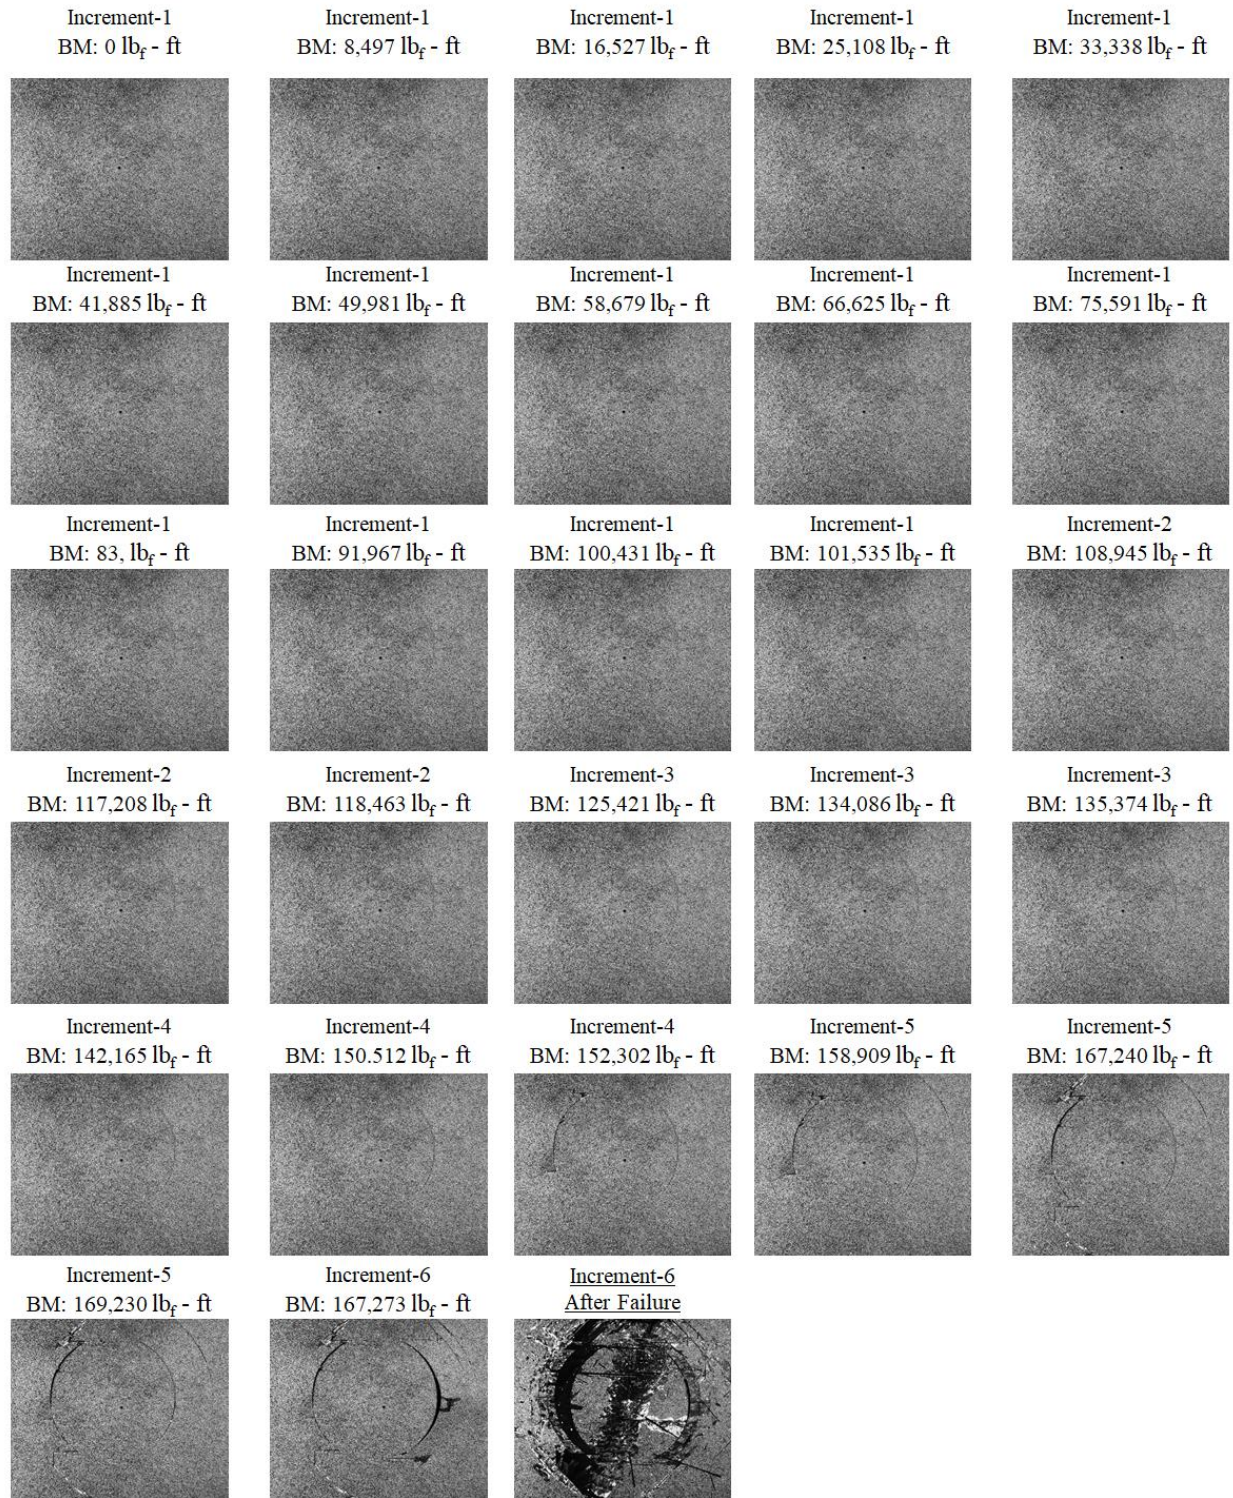 Increment-1
BM: 0 lbf - ft
Increment-1
BM: 8,497 lbf - ft
Increment-1
BM: 16,527 lbf - ft
Increment-1
BM: 25,108 lbf - ft
Increment-1
BM: 33,338 lbf - ft
Increment-1
BM: 41,885 lbf - ft
Increment-1
BM: 49,981 lbf - ft
Increment-1
BM: 58,679 lbf - ft
Increment-1
BM: 66,625 lbf - ft
Increment-1
BM: 75,591 lbf - ft
Increment-1
BM: 83, lbf - ft
Increment-1
BM: 91,967 lbf - ft
Increment-1
BM: 100,431 lbf - ft
Increment-1
BM: 101,535 lbf - ft
Increment-2
BM: 108,945 lbf - ft
Increment-2
BM: 117,208 lbf - ft
Increment-2
BM: 118,463 lbf - ft
Increment-3
BM: 125,421 lbf - ft
Increment-3
BM: 134,086 lbf - ft
Increment-3
BM: 135,374 lbf - ft
Increment-4
BM: 142,165 lbf - ft
Increment-4
BM: 150.512 lbf - ft
Increment-4
BM: 152,302 lbf - ft
Increment-5
BM: 158,909 lbf - ft
Increment-5
BM: 167,240 lbf - ft
Increment-5
BM: 169,230 lbf - ft
Increment-6
BM: 167,273 lbf - ft
Increment-6
After Failure